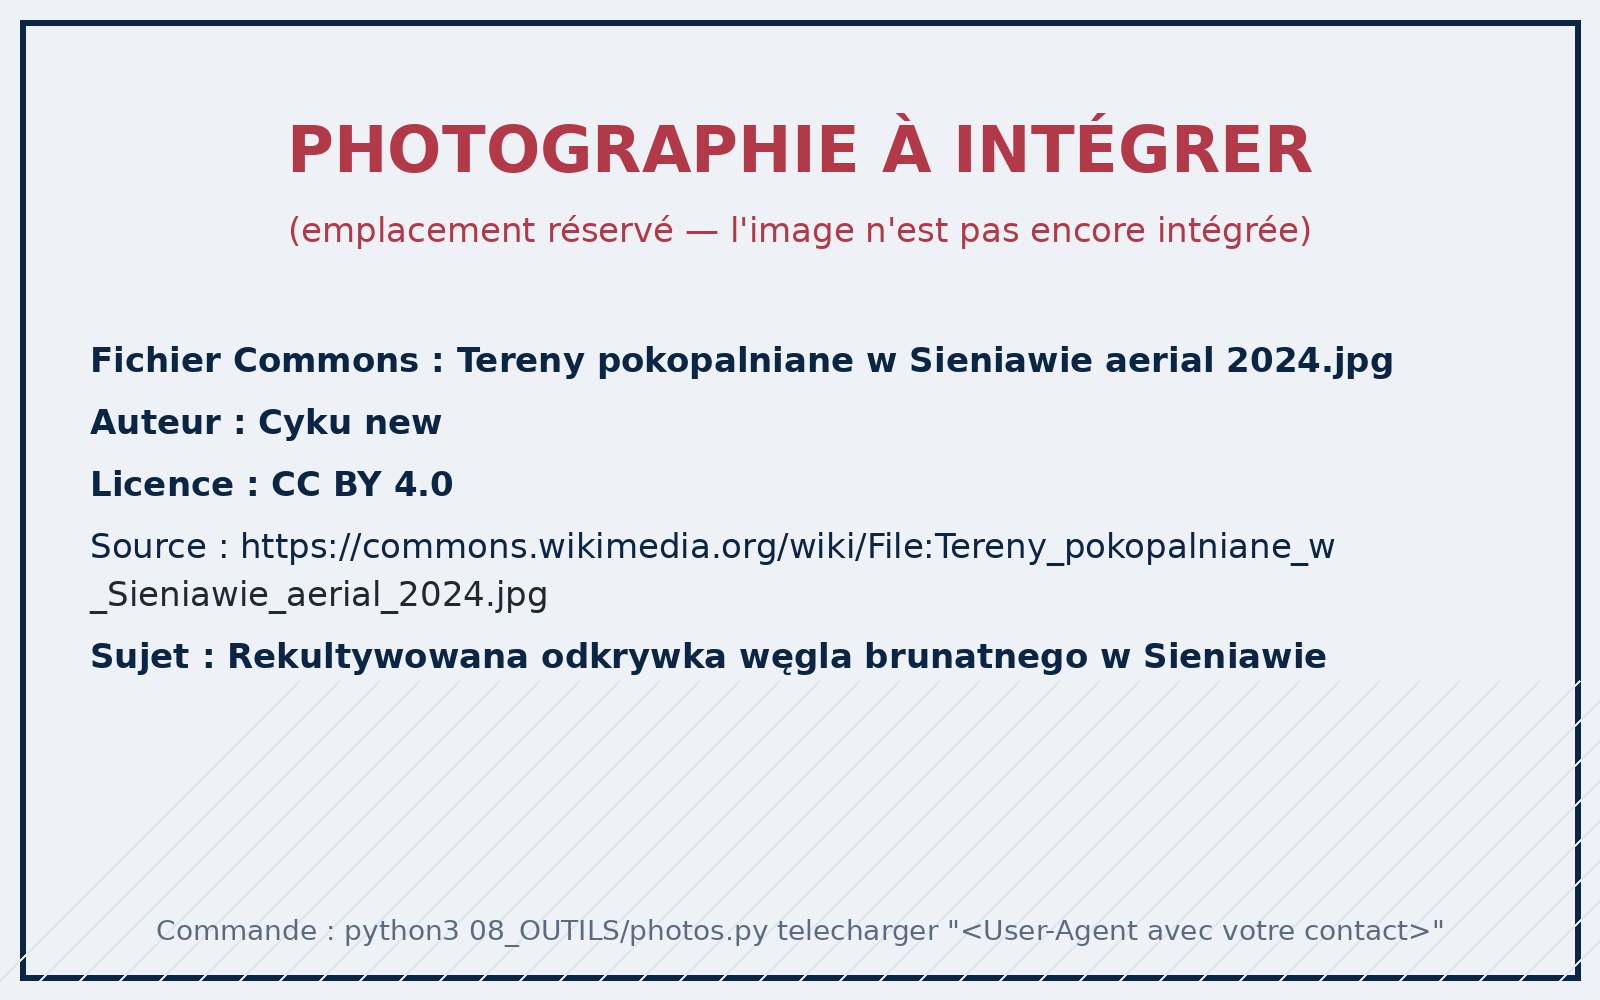 PHOTOGRAPHIE À INTÉGRER
(emplacement réservé — l'image n'est pas encore intégrée)
Fichier Commons : Tereny pokopalniane w Sieniawie aerial 2024.jpg
Auteur : Cyku new
Licence : CC BY 4.0
Source : https://commons.wikimedia.org/wiki/File:Tereny_pokopalniane_w
_Sieniawie_aerial_2024.jpg
Sujet : Rekultywowana odkrywka węgla brunatnego w Sieniawie
Commande : python3 08_OUTILS/photos.py telecharger "<User-Agent avec votre contact>"